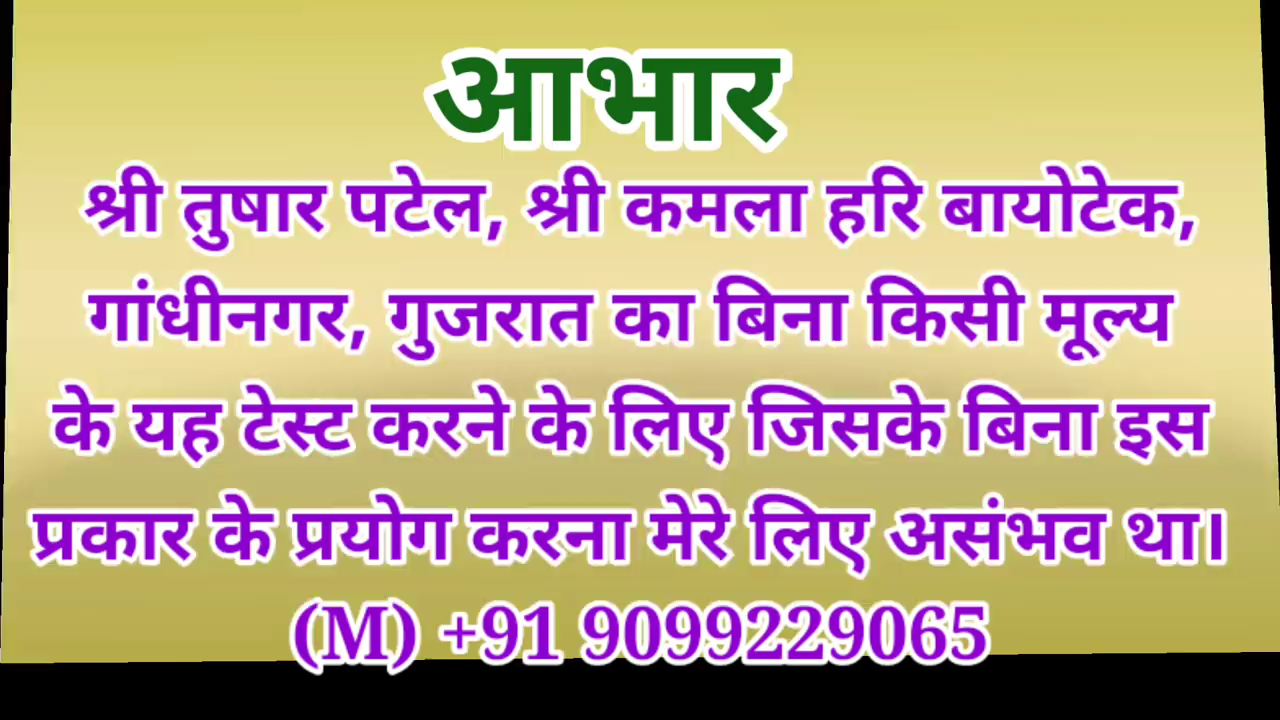 आभार
श्री तुषार पटेल, श्री कमला हरि बायोटेक,
गांधीनगर, गुजरात का बिना किसी मूल्य
के यह टेस्ट करने के लिए जिसके बिना इस
प्रकार के प्रयोग करना मेरे लिए असंभव था।
(M) +91 9099229065